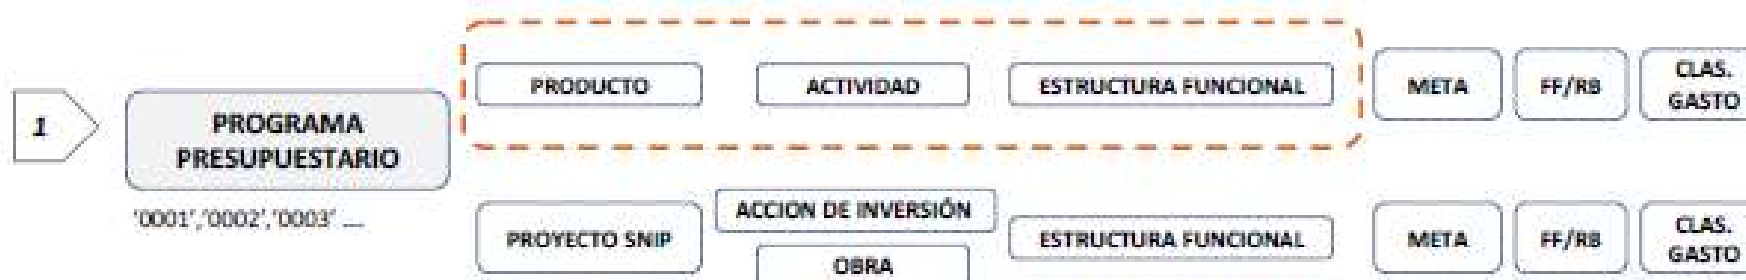 1
PROGRAMA
PRESUPUESTARIO
'0001','0002','0003' ....
PRODUCTO
ACTIVIDAD
ESTRUCTURA FUNCIONAL
META
FF/RB
CLAS.
GASTO
PROYECTO SNIP
ACCION DE INVERSIÓN
OBRA
ESTRUCTURA FUNCIONAL
META
FF/RB
CLAS.
GASTO